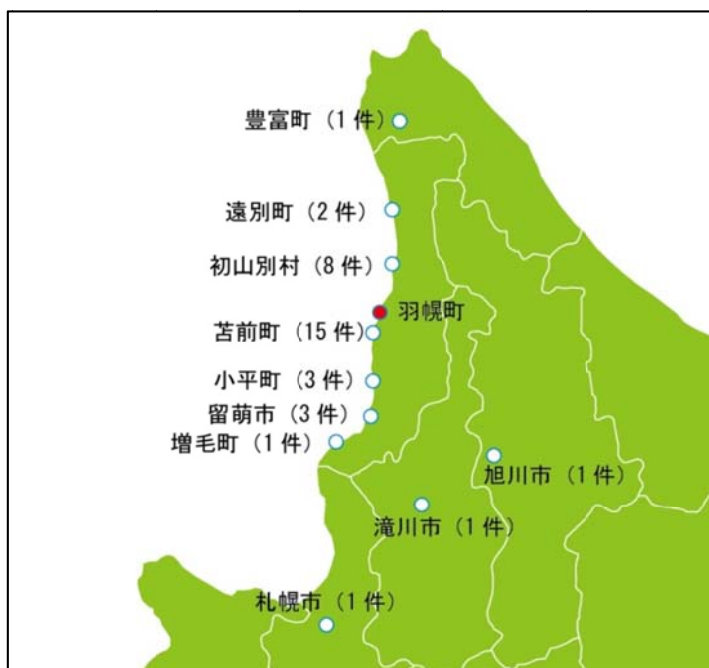 豊富町（1 件）
遠別町（2 件）
初山別村（8 件）
羽幌町
苫前町（15 件）
小平町（3 件）
留萌市（3 件）
増毛町（1 件）
旭川市（1 件）
滝川市（1 件）
札幌市（1 件）